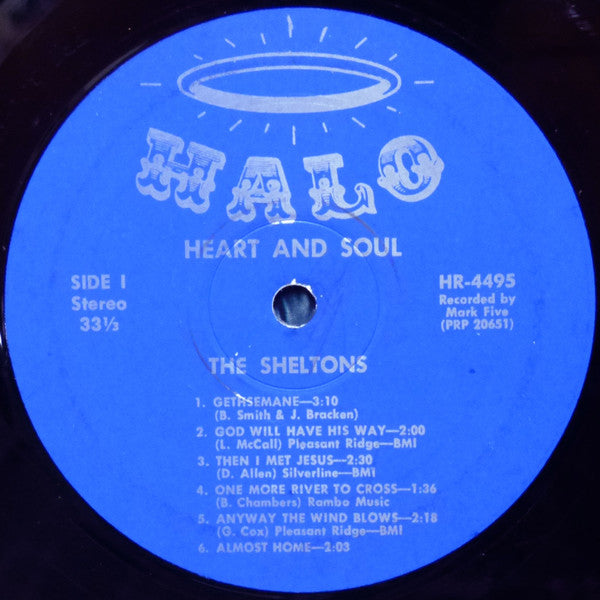 HALO
HEART AND SOUL
SIDE 1
Stereo
33⅓
HR-4495
Recorded by
Mark Five
(PRP 20651)
THE SHELTONS
1. GETHSEMANE—3:10
(B. Smith & J. Bracken)
2. GOD WILL HAVE HIS WAY—2:00
(L. McCall) Pleasant Ridge—BMI
3. THEN I MET JESUS—2:30
(D. Allen) Silverline—BMI
4. ONE MORE RIVER TO CROSS—1:36
(B. Chambers) Rambo Music
5. ANYWAY THE WIND BLOWS—2:18
(G. Cox) Pleasant Ridge—BMI
6. ALMOST HOME—2:03